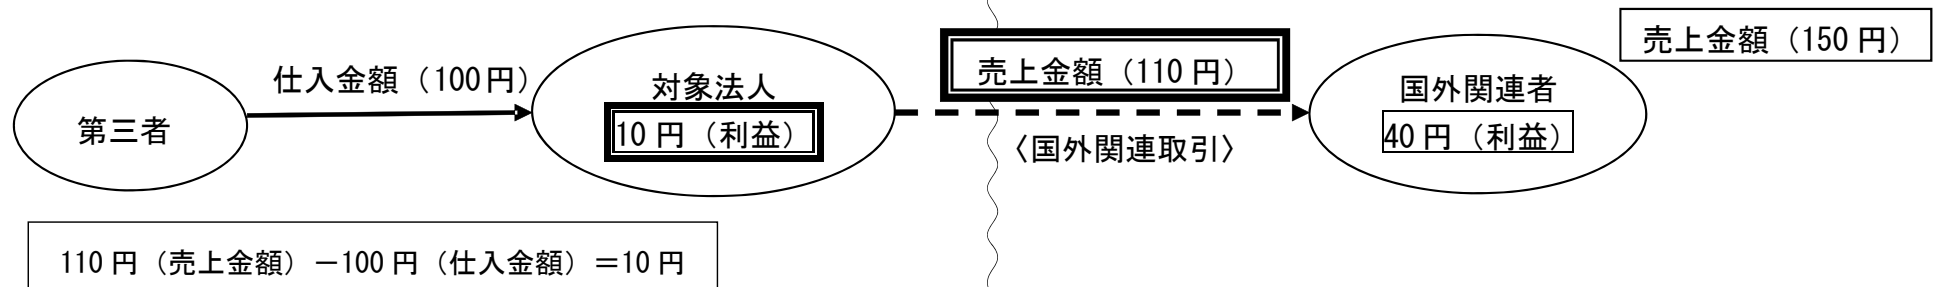 売上金額（150 円）
売上金額（110 円）
仕入金額（100 円）
対象法人
国外関連者
第三者
10 円（利益）
40 円（利益）
〈国外関連取引〉
110 円（売上金額）－100 円（仕入金額）＝10 円